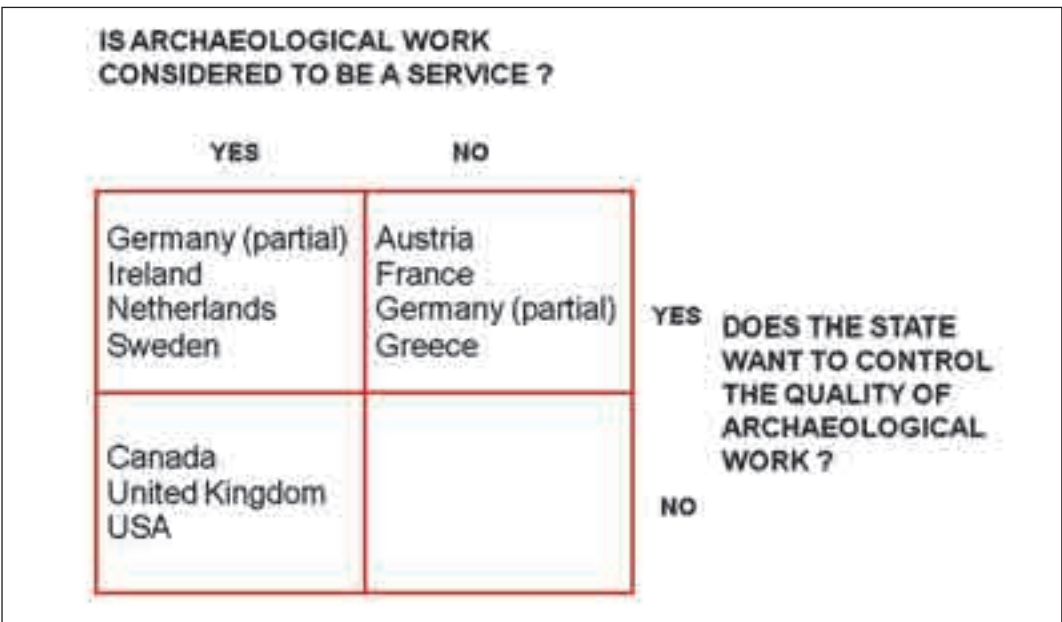 IS ARCHAEOLOGICAL WORK
CONSIDERED TO BE A SERVICE ?
YES
NO
Germany (partial)
Ireland
Netherlands
Sweden
Austria
France
Germany (partial)
Greece
YES
DOES THE STATE
WANT TO CONTROL
THE QUALITY OF
ARCHAEOLOGICAL
WORK ?
Canada
United Kingdom
USA
NO